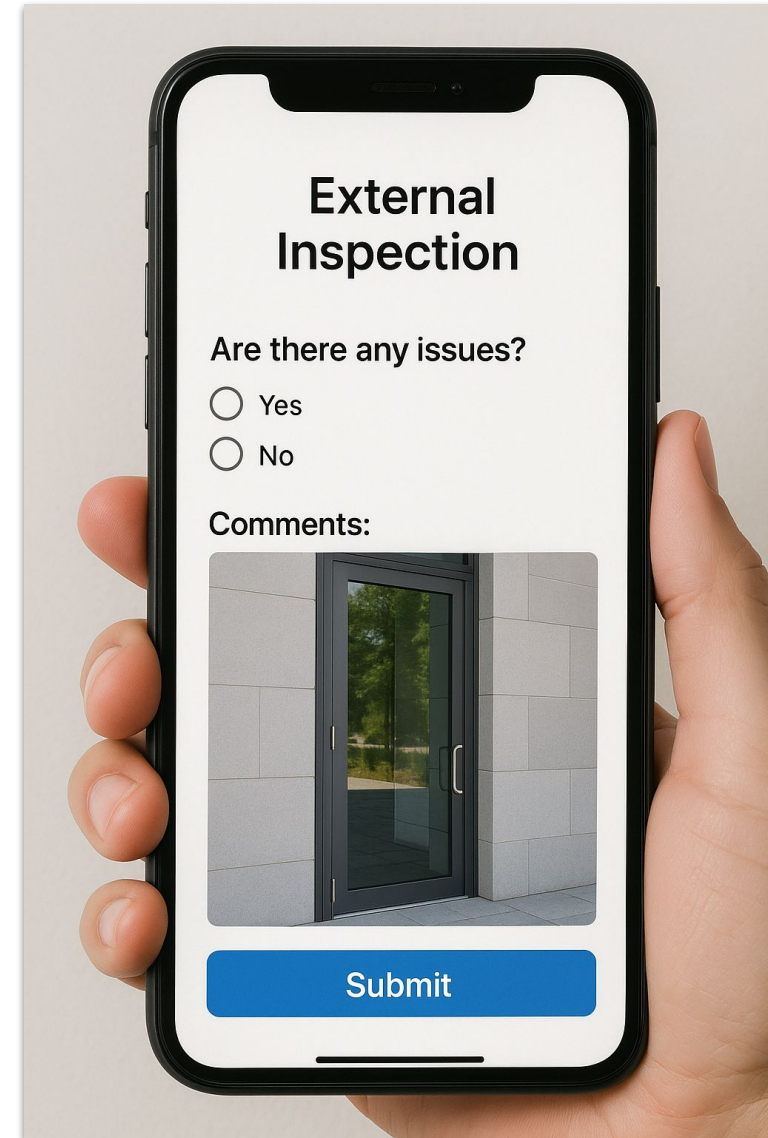 External
Inspection
Are there any issues?
Yes
No
Comments:
Submit